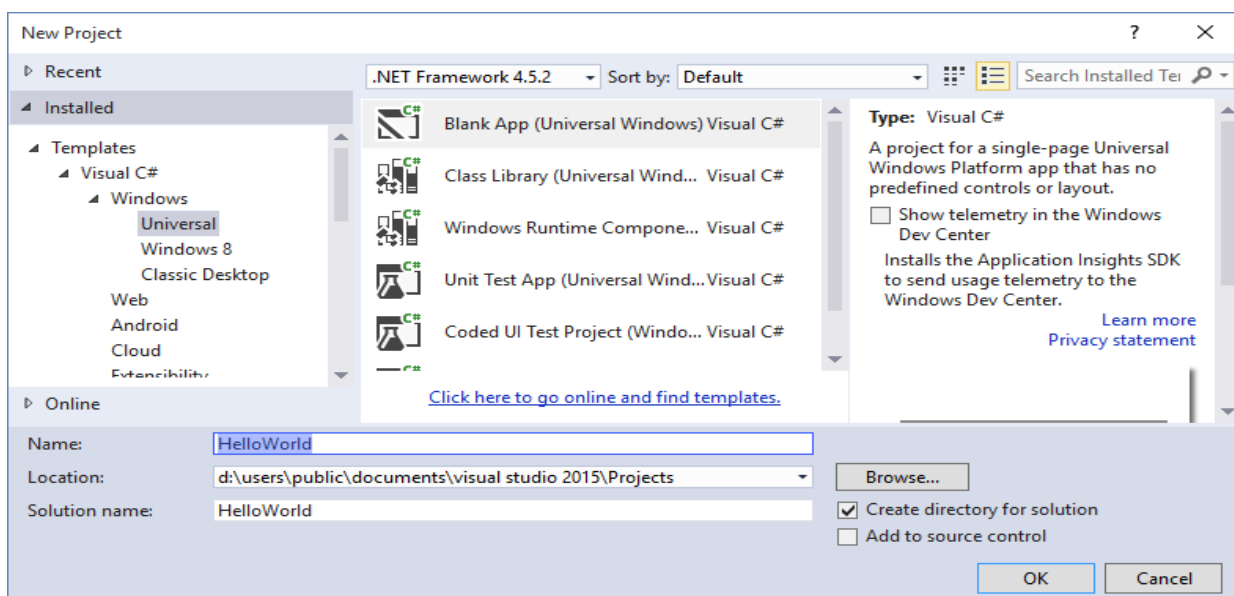 New Project
?
Recent
.NET Framework 4.5.2
Sort by: Default
Search Installed Te
Installed
Templates
Visual C#
Windows
Universal
Windows 8
Classic Desktop
Web
Android
Cloud
Extensibility
Online
C# Blank App (Universal Windows) Visual C#
C# Class Library (Universal Wind... Visual C#
C# Windows Runtime Compone... Visual C#
C# Unit Test App (Universal Wind... Visual C#
C# Coded UI Test Project (Windo... Visual C#
C#
Click here to go online and find templates.
Type: Visual C#
A project for a single-page Universal
Windows Platform app that has no
predefined controls or layout.
Show telemetry in the Windows
Dev Center
Installs the Application Insights SDK
to send usage telemetry to the
Windows Dev Center.
Learn more
Privacy statement
Name: HelloWorld
Location: d:\users\public\documents\visual studio 2015\Projects
Browse...
Solution name: HelloWorld
Create directory for solution
Add to source control
OK
Cancel